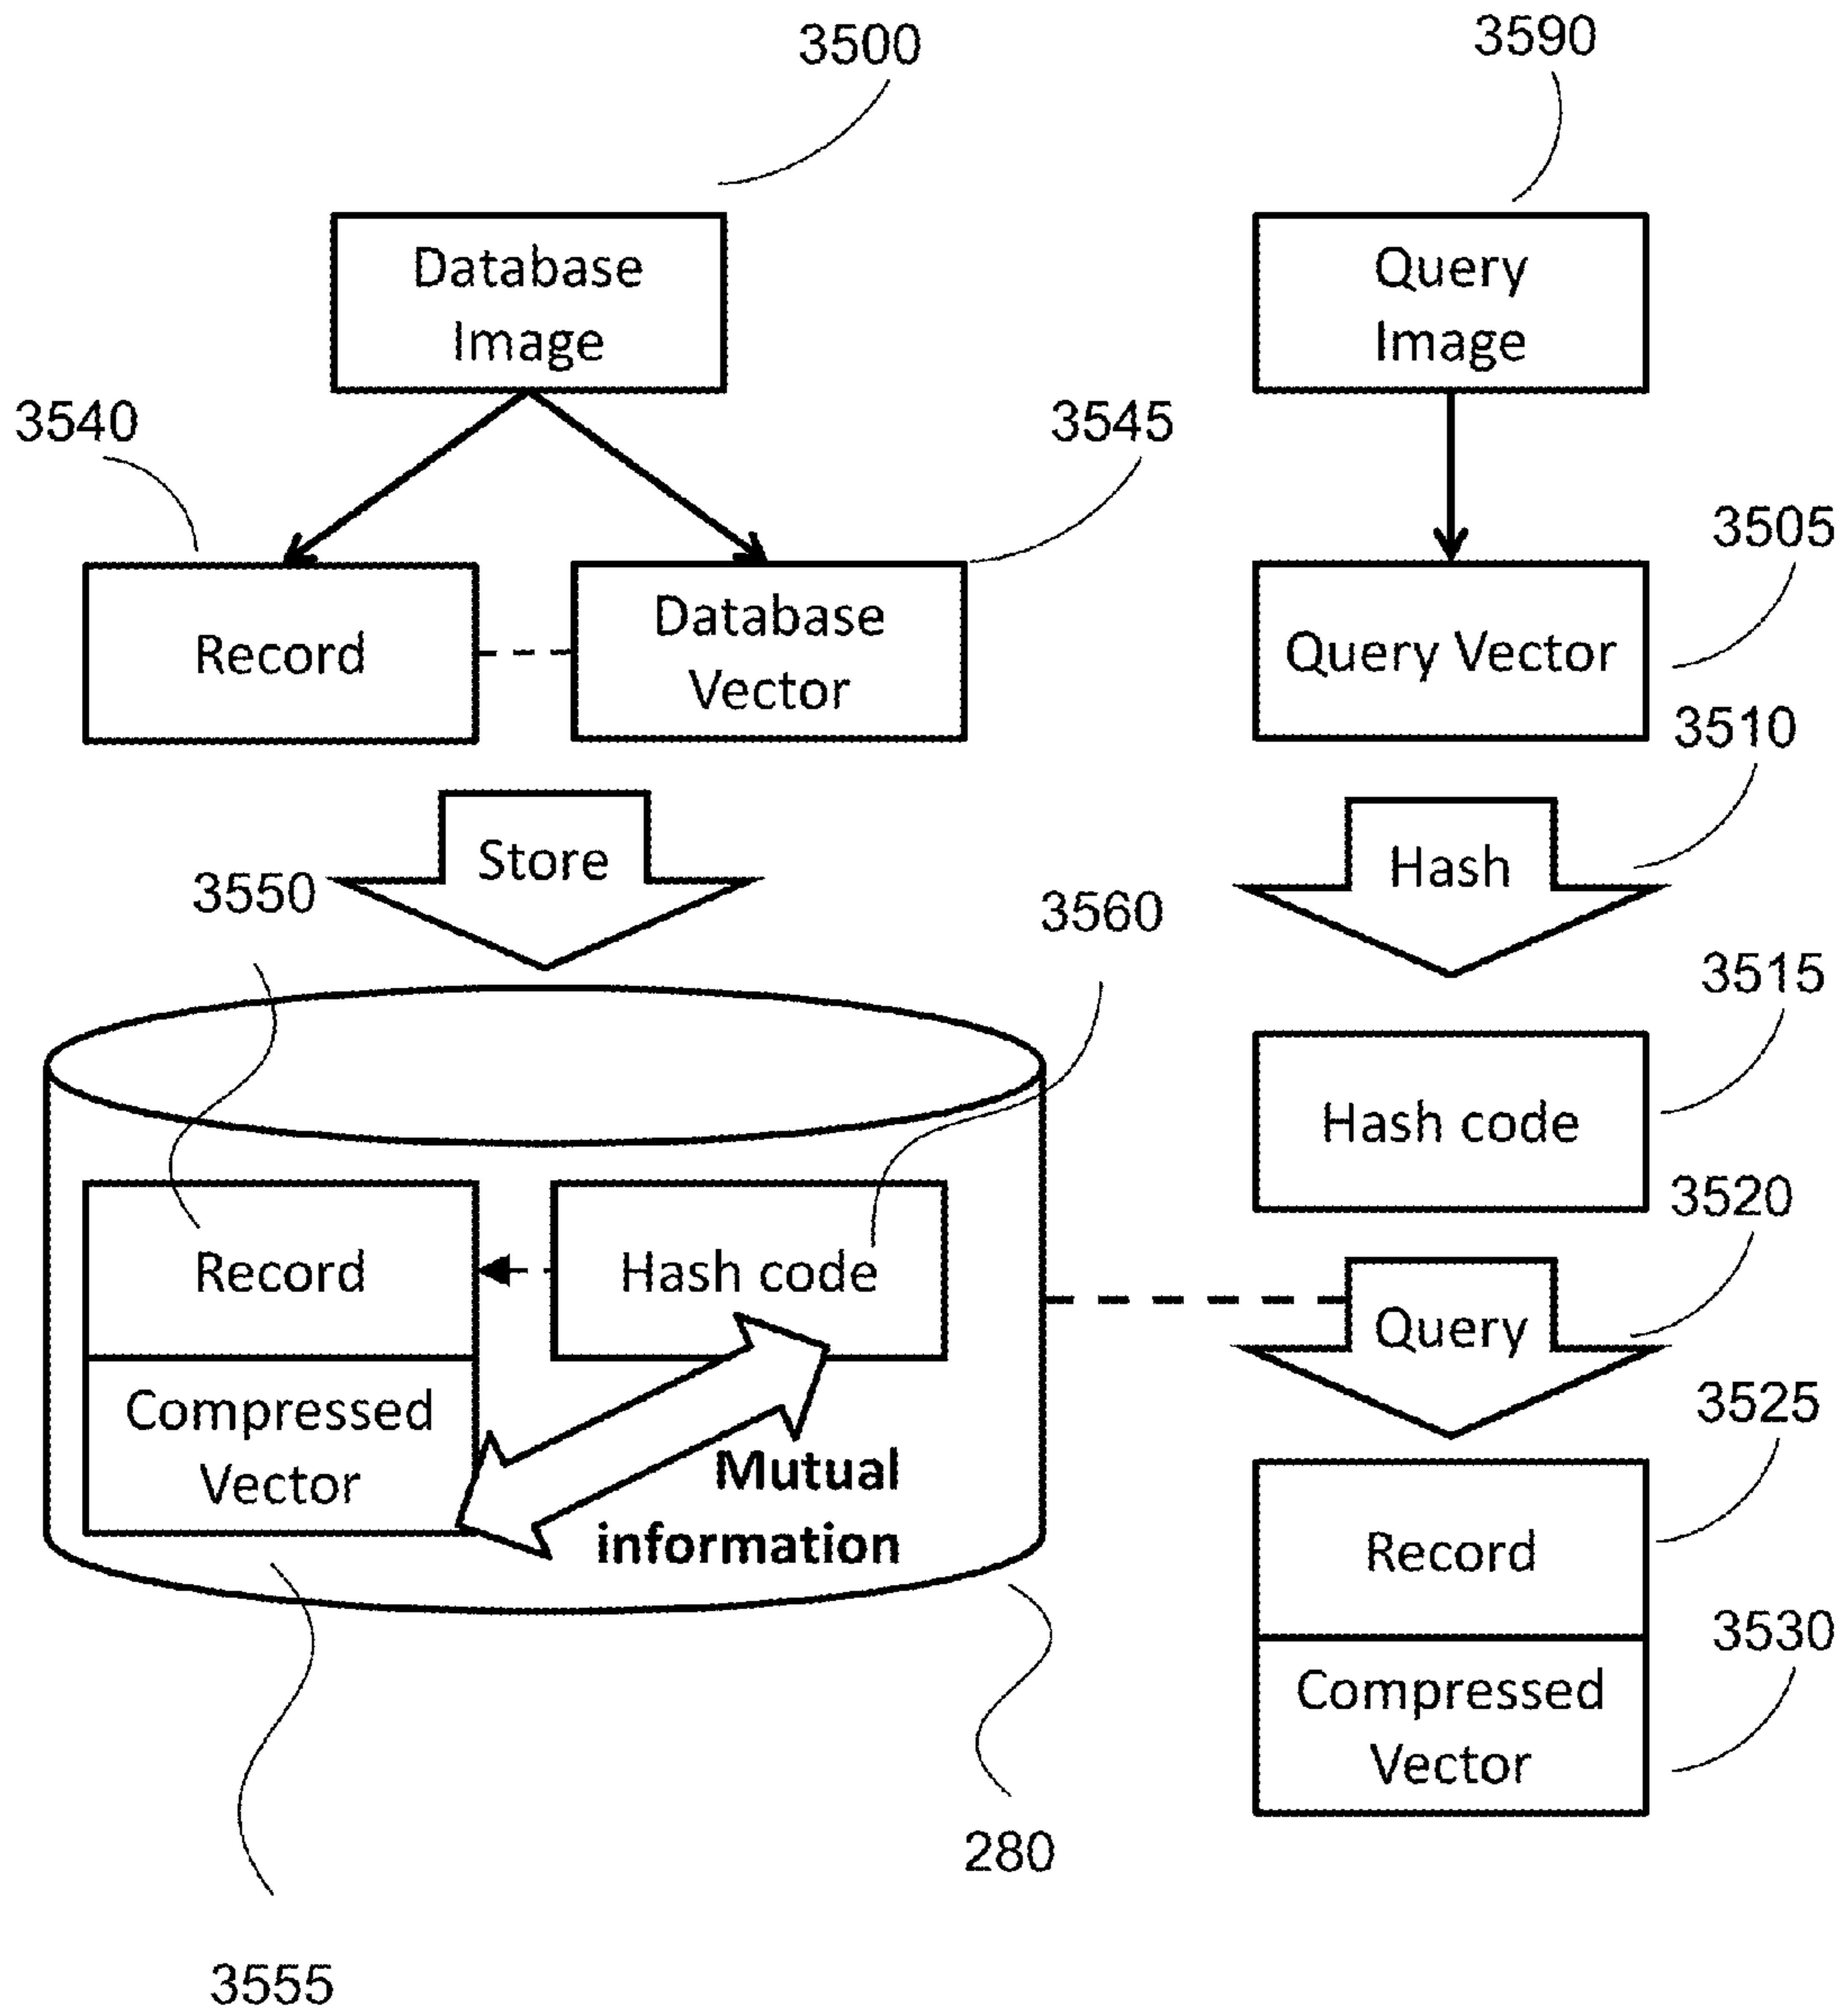 3500
3590
Database
Image
Query
Image
3540
3545
3505
Record
Database
Vector
Query Vector
3510
Store
Hash
3550
3560
3515
Hash code
3520
Record
Hash code
Query
3525
Compressed
Vector
Mutual
information
Record
3530
Compressed
Vector
280
3555